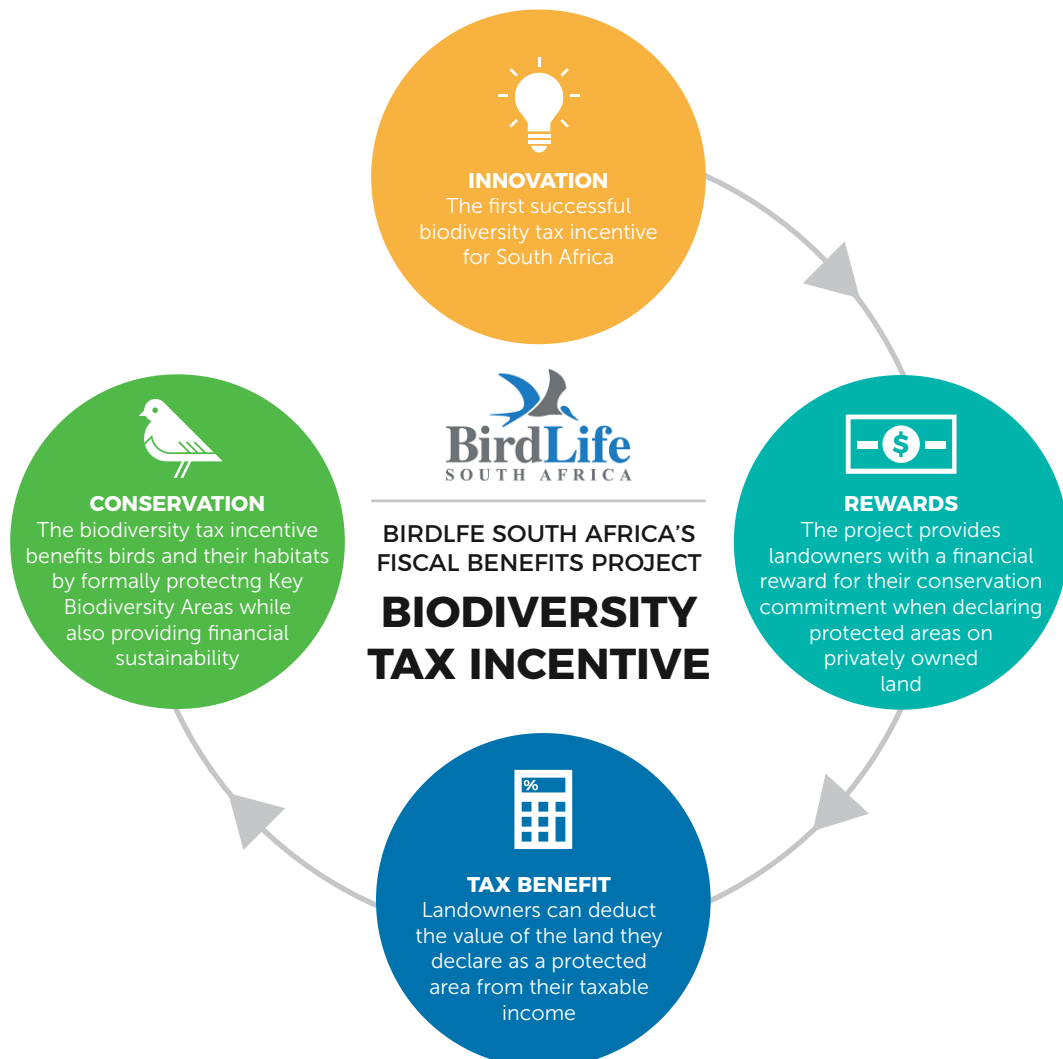 INNOVATION
The first successful
biodiversity tax incentive
for South Africa
BirdLife
SOUTH AFRICA
BIRDLFE SOUTH AFRICA'S
FISCAL BENEFITS PROJECT
BIODIVERSITY
TAX INCENTIVE
$
REWARDS
The project provides
landowners with a financial
reward for their conservation
commitment when declaring
protected areas on
privately owned
land
%
TAX BENEFIT
Landowners can deduct
the value of the land they
declare as a protected
area from their taxable
income
CONSERVATION
The biodiversity tax incentive
benefits birds and their habitats
by formally protectng Key
Biodiversity Areas while
also providing financial
sustainability